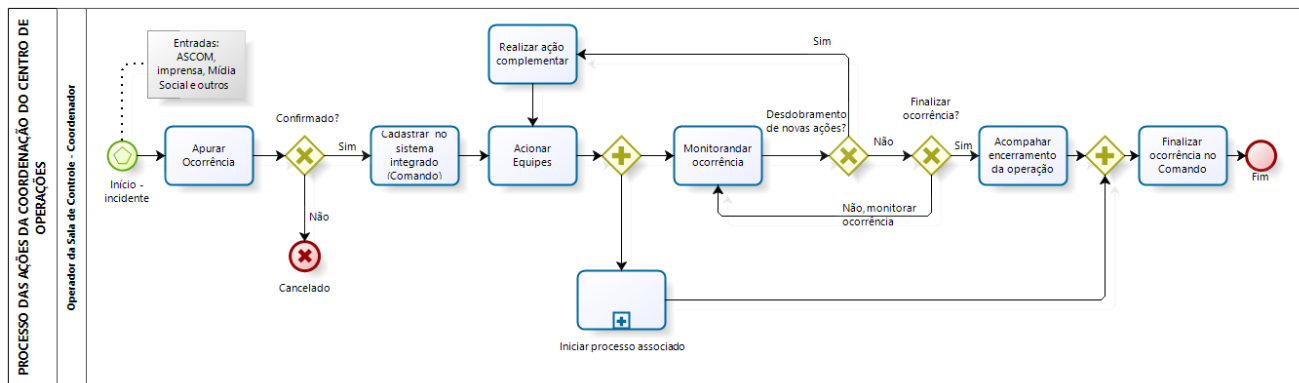 PROCESSO DAS AÇÕES DA COORDENAÇÃO DO CENTRO DE
OPERAÇÕES
Operador da Sala de Controle - Coordenador
Entradas:
ASCOM,
imprensa, Mídia
Social e outros
Início -
incidente
Apurar
Ocorrência
Confirmado?
Sim
Não
Cancelado
Cadastrar no
sistema
integrado
(Comando)
Realizar ação
complementar
Acionar
Equipes
Iniciar processo associado
Monitorandar
ocorrência
Sim
Desdobramento
de novas ações?
Não
Finalizar
ocorrência?
Sim
Não, monitorar
ocorrência
Acompahar
encerramento
da operação
Finalizar
ocorrência no
Comando
Fim